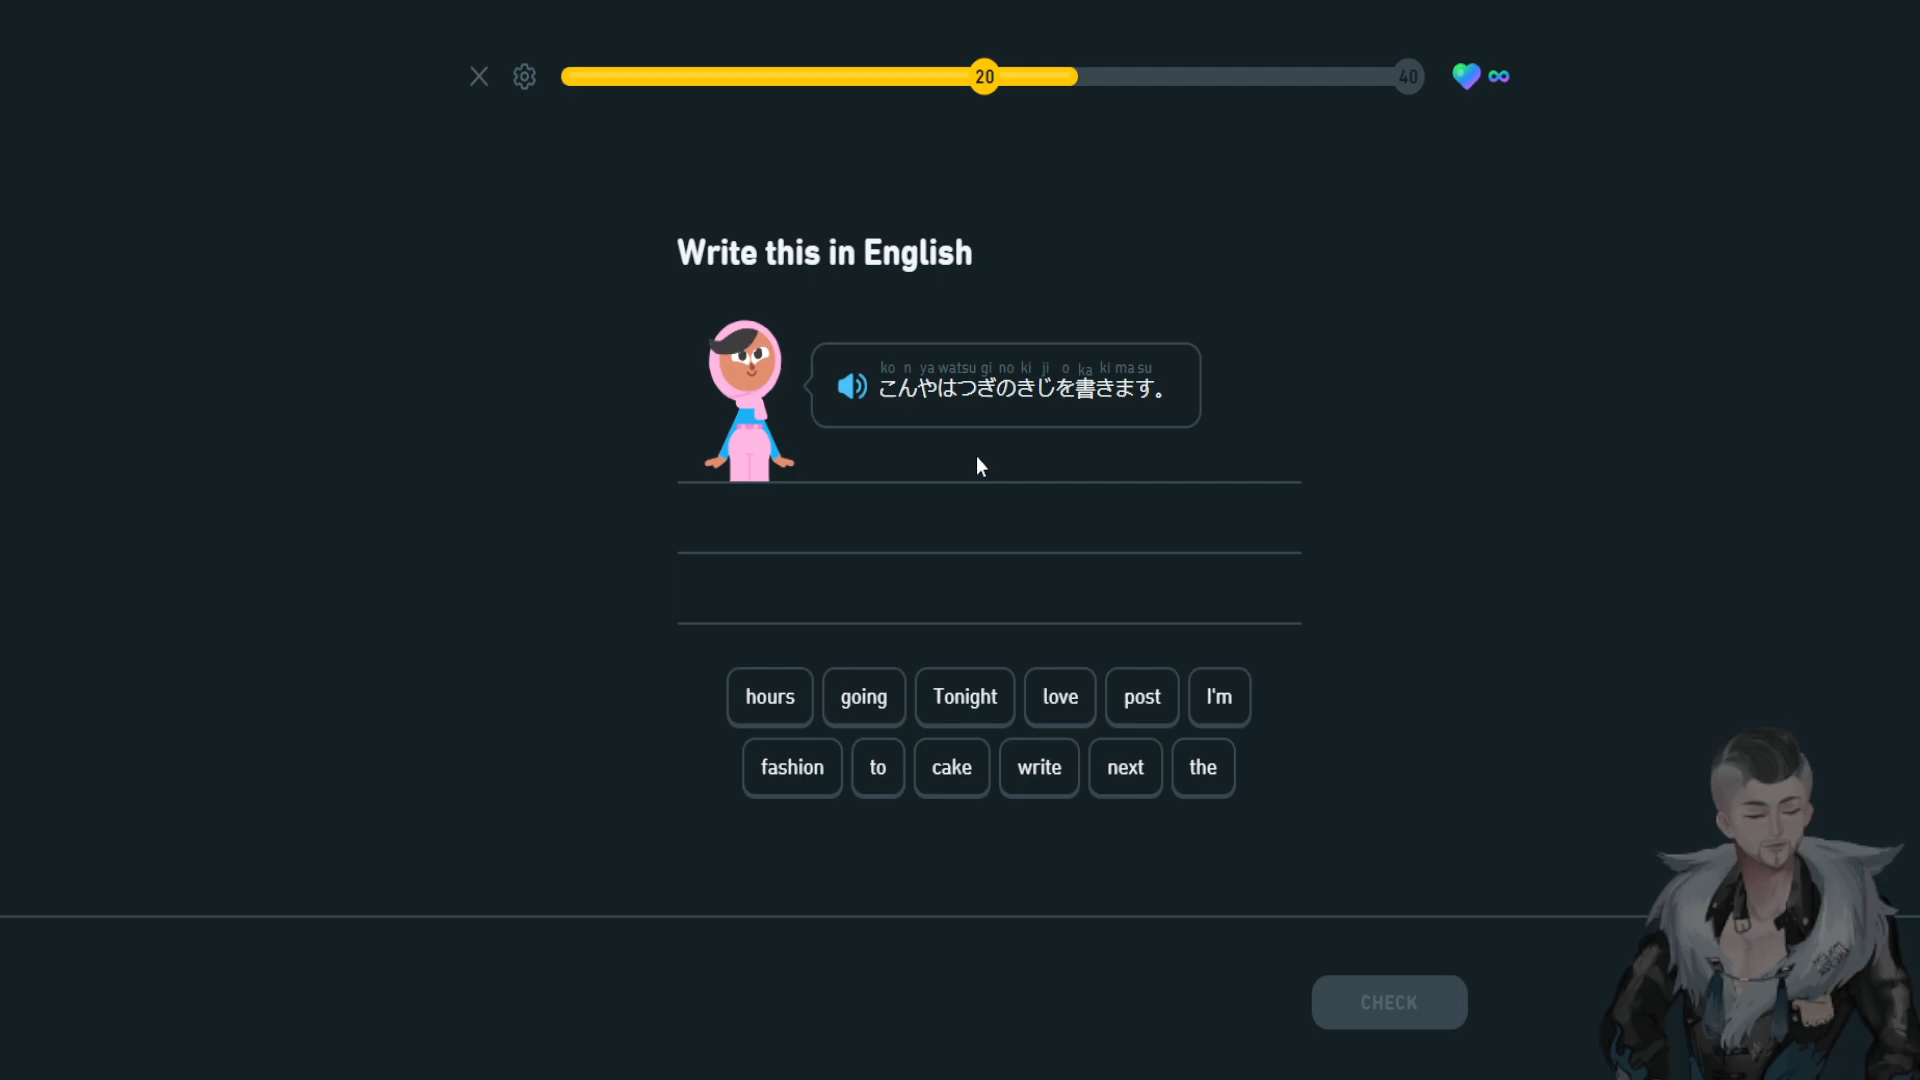 20
40
Write this in English
ko n ya wa tsu gi no ki ji o ka ki ma su
こんやはつぎのきじを書きます。
hours going Tonight love post I'm
fashion to cake write next the
CHECK